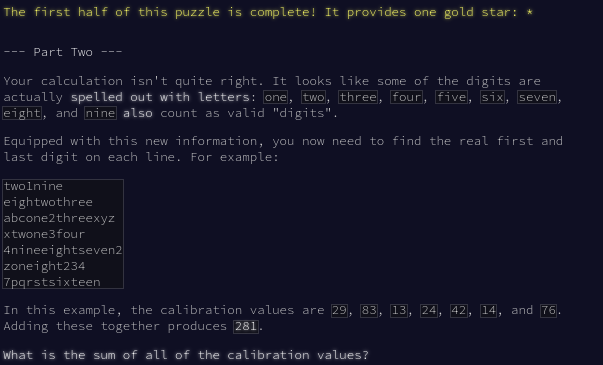 The first half of this puzzle is complete! It provides one gold star: *
--- Part Two ---
Your calculation isn't quite right. It looks like some of the digits are
actually spelled out with letters: one, two, three, four, five, six, seven,
eight, and nine also count as valid "digits".
Equipped with this new information, you now need to find the real first and
last digit on each line. For example:
two1nine
eightwothree
abcone2threexyz
xtwone3four
4nineeightseven2
zoneight234
7pqrstsixteen
In this example, the calibration values are 29, 83, 13, 24, 42, 14, and 76.
Adding these together produces 281.
What is the sum of all of the calibration values?